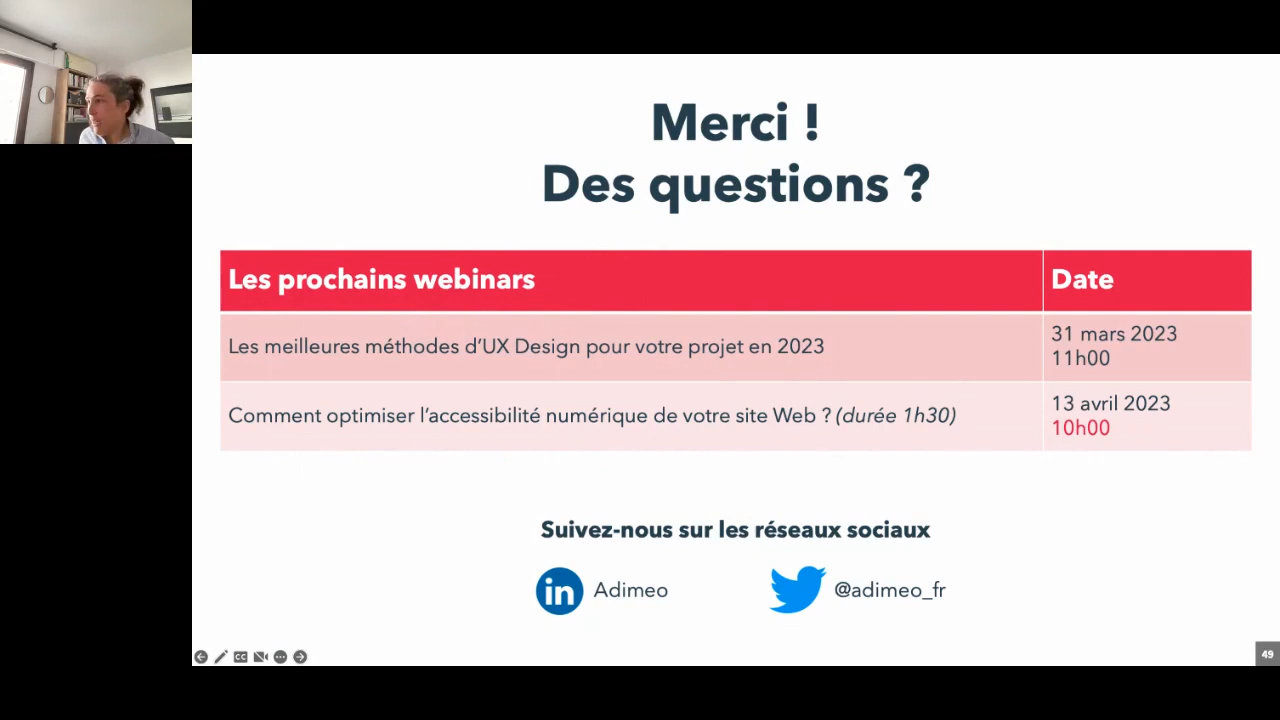 Merci !
Des questions ?
Les prochains webinars
Date
Les meilleures méthodes d’UX Design pour votre projet en 2023
31 mars 2023
11h00
Comment optimiser l’accessibilité numérique de votre site Web ? (durée 1h30)
13 avril 2023
10h00
Suivez-nous sur les réseaux sociaux
in Adimeo
@adimeo_fr
CC
49